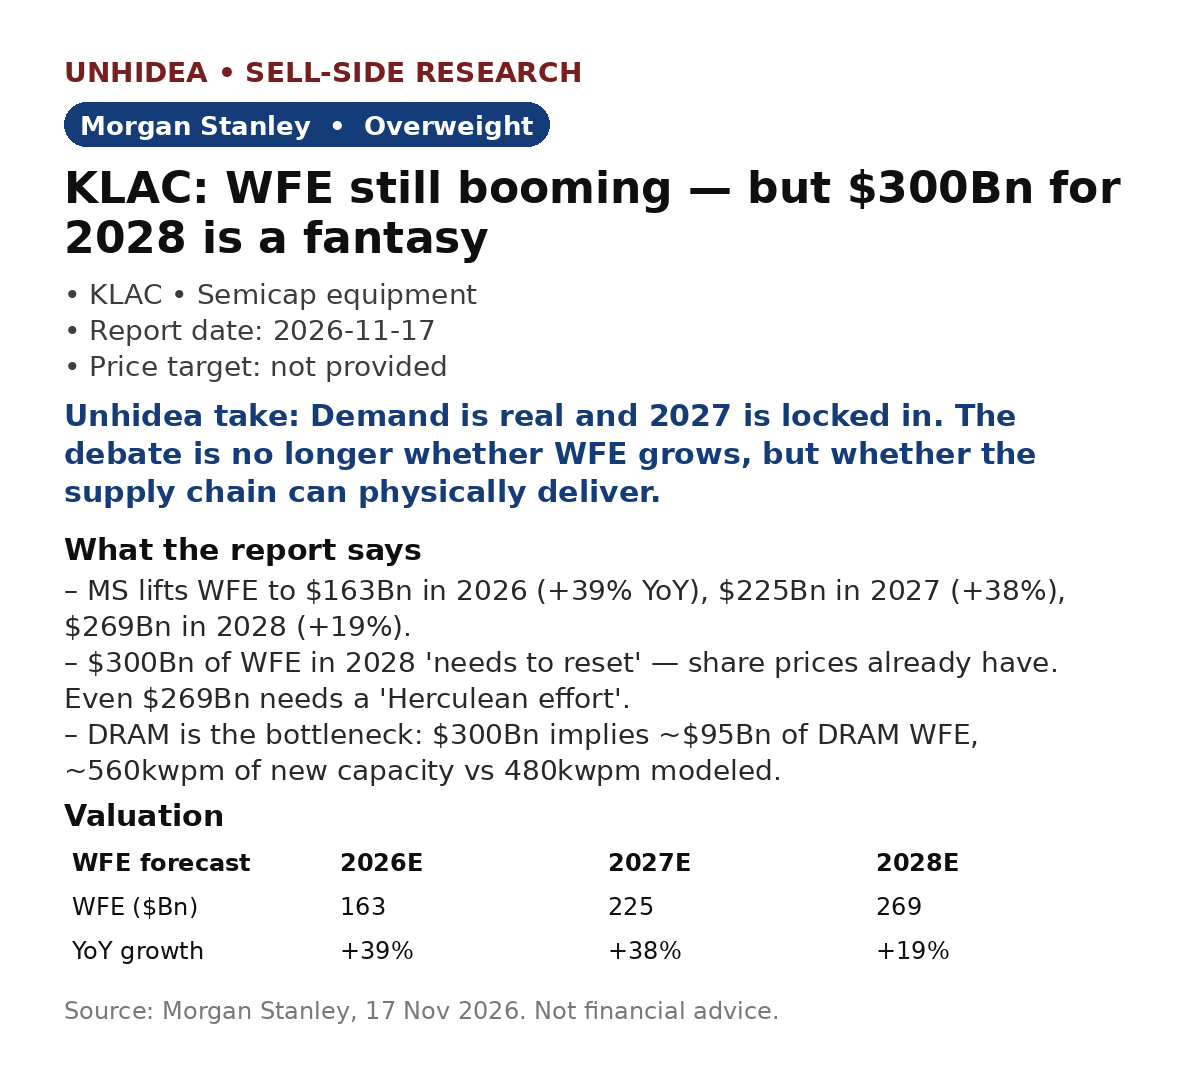 UNHIDEA • SELL-SIDE RESEARCH
Morgan Stanley • Overweight
KLAC: WFE still booming — but $300Bn for
2028 is a fantasy
• KLAC • Semicap equipment
• Report date: 2026-11-17
• Price target: not provided
Unhidea take: Demand is real and 2027 is locked in. The
debate is no longer whether WFE grows, but whether the
supply chain can physically deliver.
What the report says
– MS lifts WFE to $163Bn in 2026 (+39% YoY), $225Bn in 2027 (+38%),
$269Bn in 2028 (+19%).
– $300Bn of WFE in 2028 'needs to reset' — share prices already have.
Even $269Bn needs a 'Herculean effort'.
– DRAM is the bottleneck: $300Bn implies ~$95Bn of DRAM WFE,
~560kwpm of new capacity vs 480kwpm modeled.
Valuation
WFE forecast 2026E 2027E 2028E
WFE ($Bn) 163 225 269
YoY growth +39% +38% +19%
Source: Morgan Stanley, 17 Nov 2026. Not financial advice.